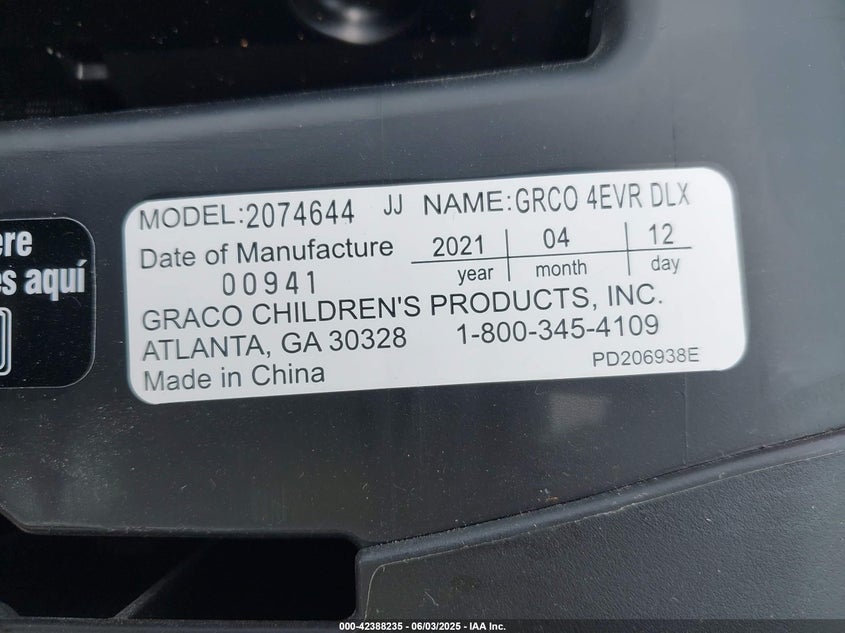 ere
s aquí
MODEL:2074644 JJ NAME:GRCO 4EVR DLX
Date of Manufacture 2021 04 12
00941 year month day
GRACO CHILDREN'S PRODUCTS, INC.
ATLANTA, GA 30328 1-800-345-4109
Made in China PD206938E
000-42388235 - 06/03/2025 - IAA Inc.